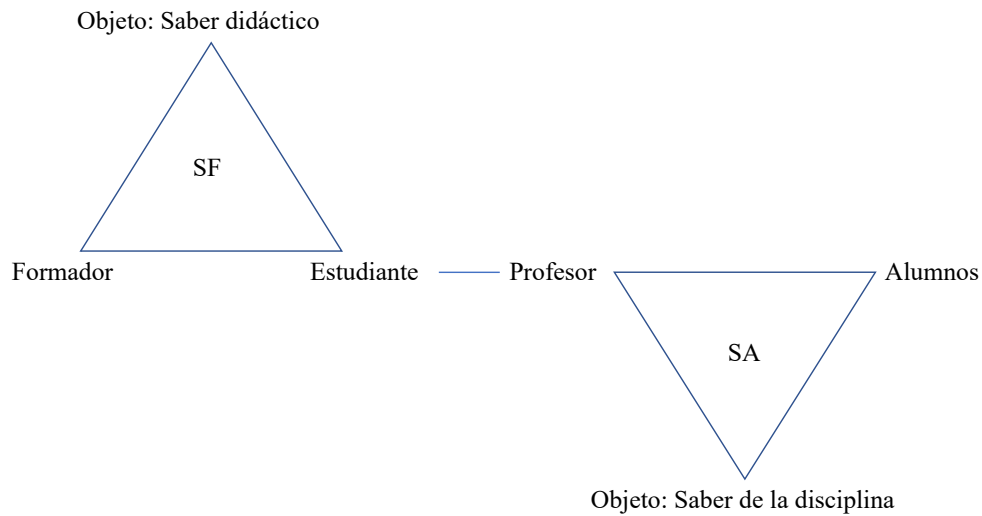 Objeto: Saber didáctico
SF
Formador
Estudiante
Profesor
Alumnos
SA
Objeto: Saber de la disciplina